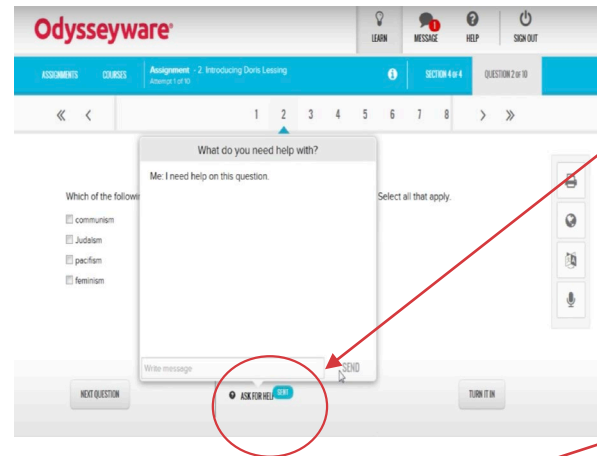 Odysseyware®
LEARN
MESSAGE
1
HELP
SIGN OUT
ASSIGNMENTS COURSES
Assignment - 2. Introducing Doris Lessing
Attempt 1 of 10
SECTION 4 OF 4
QUESTION 2 OF 10
1 2 3 4 5 6 7 8
What do you need help with?
Me: I need help on this question.
Which of the
Select all that apply.
communism
Judaism
pacifism
feminism
Write message
SEND
NEXT QUESTION
ASK FOR HEL
SENT
TURN IT IN